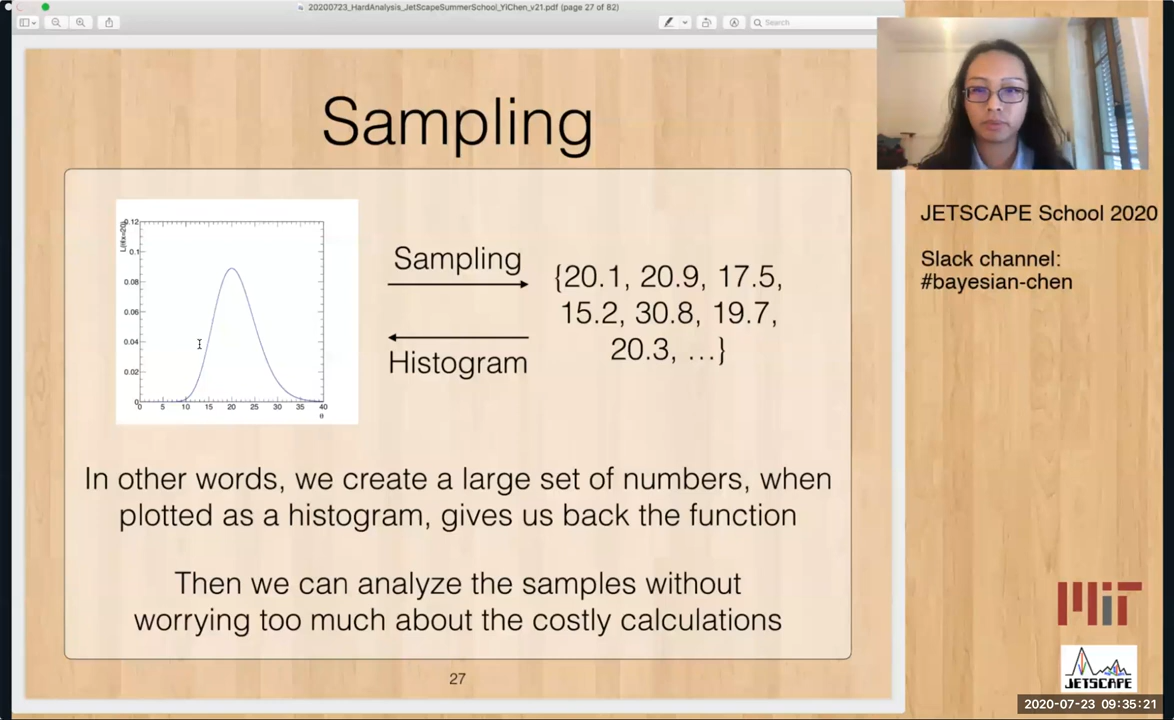 20200723_HardAnalysis_JetScapeSummerSchool_YiChen_v21.pdf (page 27 of 82)
Search
Sampling
L(θ|x=20)
0.12
0.1
0.08
0.06
0.04
0.02
0
0 5 10 15 20 25 30 35 40
θ
Sampling
Histogram
{20.1, 20.9, 17.5,
15.2, 30.8, 19.7,
20.3, …}
In other words, we create a large set of numbers, when
plotted as a histogram, gives us back the function
Then we can analyze the samples without
worrying too much about the costly calculations
27
JETSCAPE School 2020
Slack channel:
#bayesian-chen
MIT
JETSCAPE
2020-07-23 09:35:21